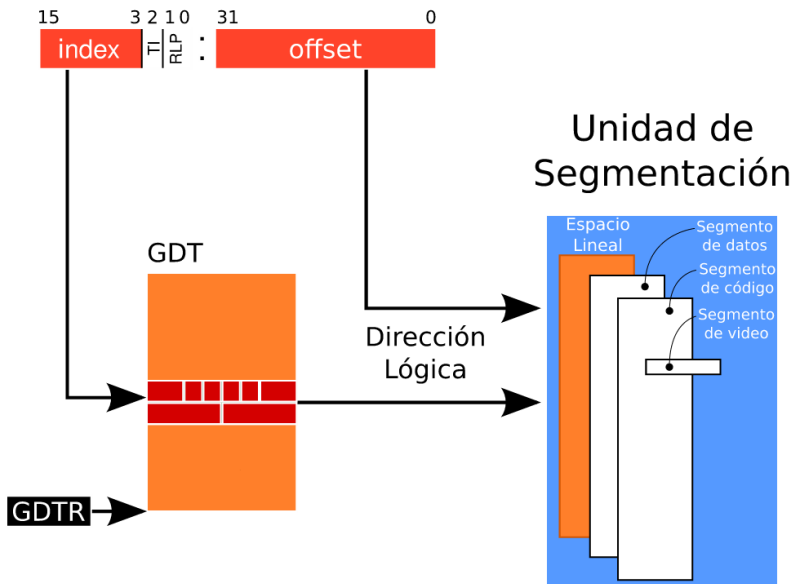 15 3 2 1 0 31 0
index TI RLP : offset
Unidad de
Segmentación
Espacio
Lineal
Segmento
de datos
Segmento
de código
Segmento
de video
GDT
Dirección
Lógica
GDTR